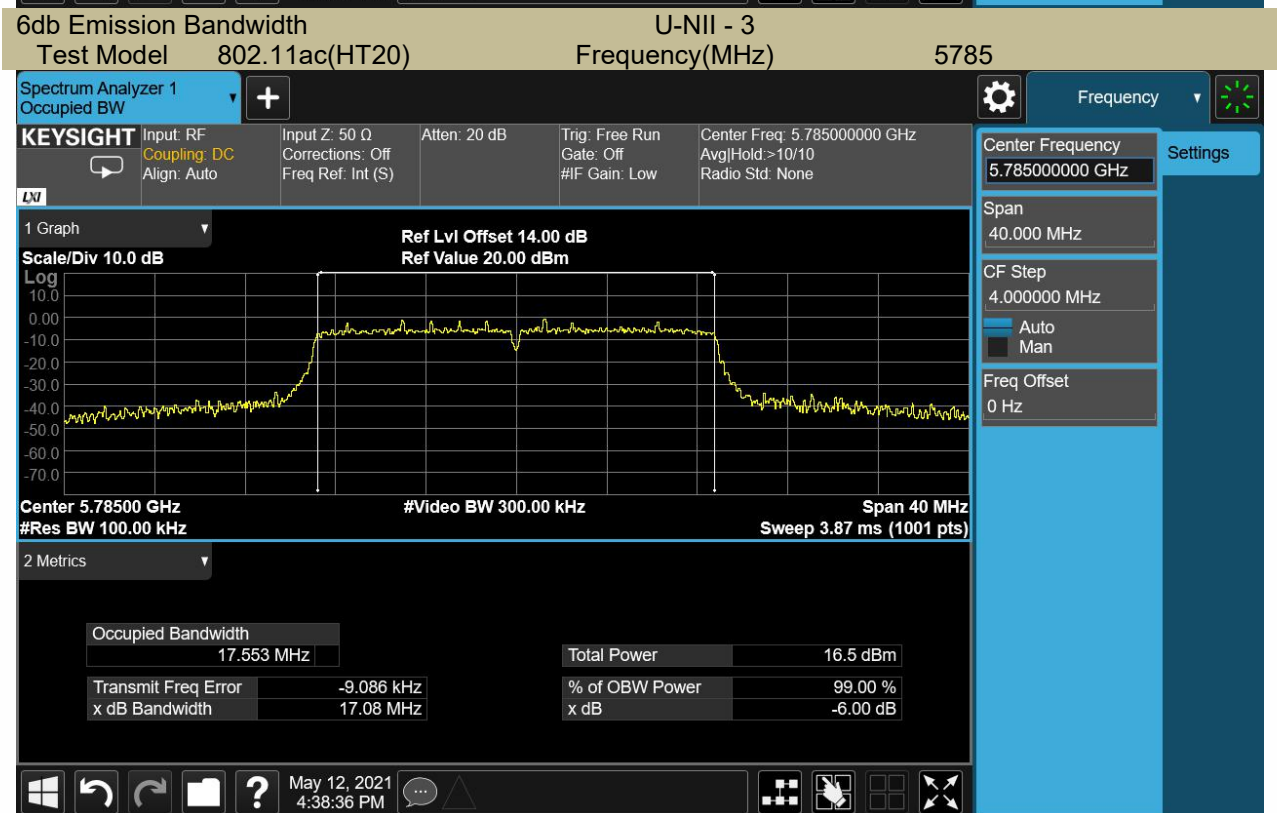 6db Emission Bandwidth U-NII - 3
Test Model 802.11ac(HT20) Frequency(MHz) 5785
Spectrum Analyzer 1
Occupied BW
+
Frequency
KEYSIGHT
LXI
Input: RF
Coupling: DC
Align: Auto
Input Z: 50 Ω
Corrections: Off
Freq Ref: Int (S)
Atten: 20 dB
Trig: Free Run
Gate: Off
#IF Gain: Low
Center Freq: 5.785000000 GHz
Avg|Hold:>10/10
Radio Std: None
Center Frequency
5.785000000 GHz
Settings
Span
40.000 MHz
CF Step
4.000000 MHz
Auto
Man
Freq Offset
0 Hz
1 Graph
Scale/Div 10.0 dB
Ref Lvl Offset 14.00 dB
Ref Value 20.00 dBm
Log
10.0
0.00
-10.0
-20.0
-30.0
-40.0
-50.0
-60.0
-70.0
Center 5.78500 GHz #Video BW 300.00 kHz Span 40 MHz
#Res BW 100.00 kHz Sweep 3.87 ms (1001 pts)
2 Metrics
Occupied Bandwidth
17.553 MHz
Total Power 16.5 dBm
Transmit Freq Error -9.086 kHz
% of OBW Power 99.00 %
x dB Bandwidth 17.08 MHz
x dB -6.00 dB
?
May 12, 2021
4:38:36 PM